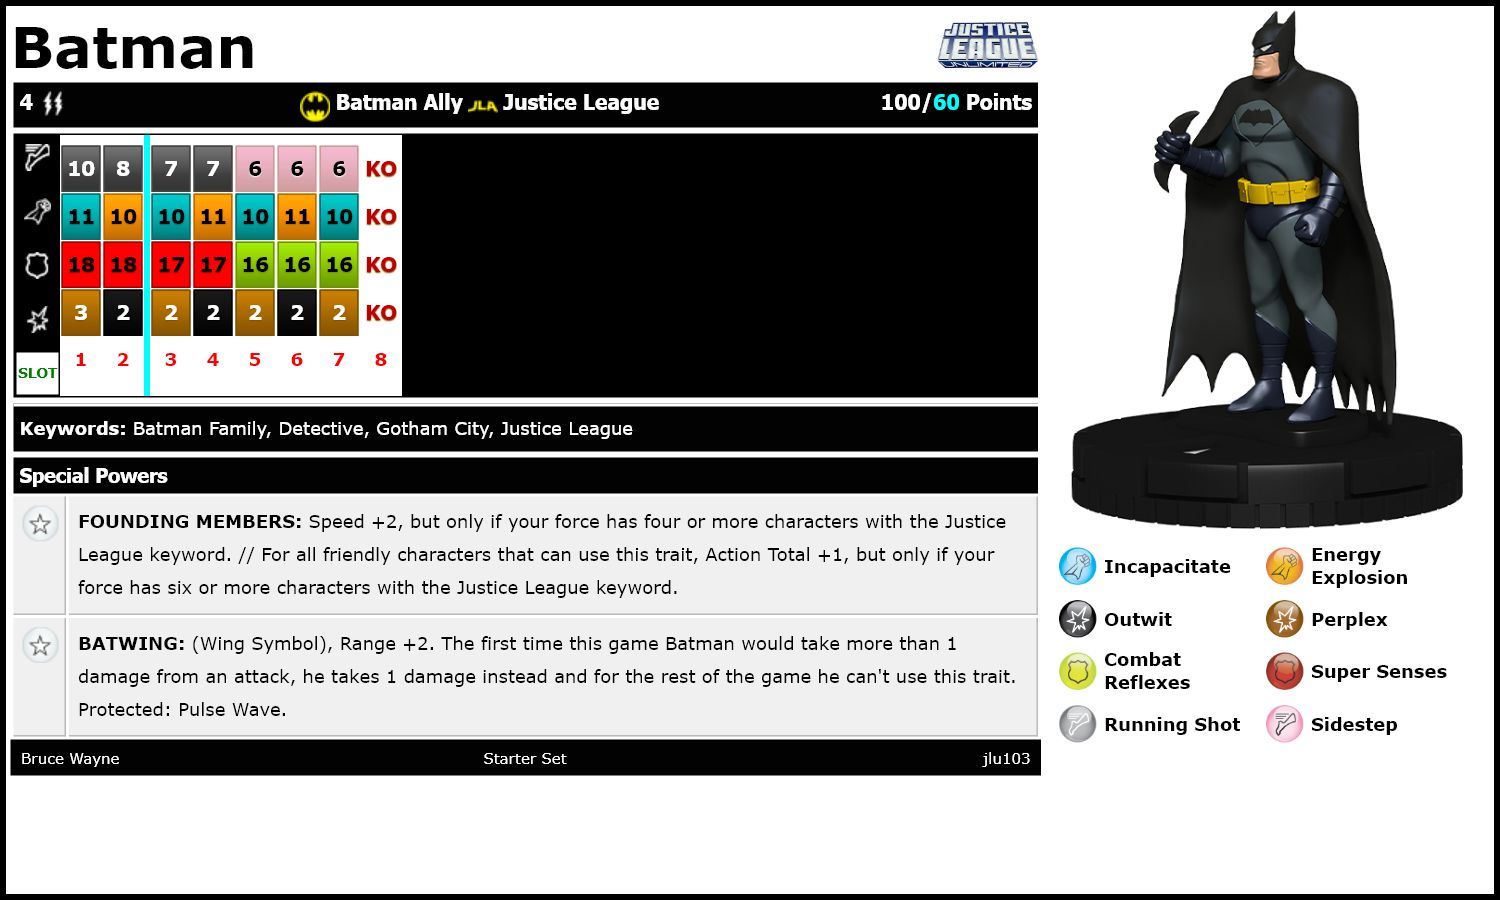 Batman
JUSTICE
LEAGUE
UNLIMITED
4 Batman Ally JLA Justice League 100/60 Points
10 8 7 7 6 6 6 KO
11 10 10 11 10 11 10 KO
18 18 17 17 16 16 16 KO
3 2 2 2 2 2 2 KO
SLOT 1 2 3 4 5 6 7 8
Keywords: Batman Family, Detective, Gotham City, Justice League
Special Powers
FOUNDING MEMBERS: Speed +2, but only if your force has four or more characters with the Justice
League keyword. // For all friendly characters that can use this trait, Action Total +1, but only if your
force has six or more characters with the Justice League keyword.
BATWING: (Wing Symbol), Range +2. The first time this game Batman would take more than 1
damage from an attack, he takes 1 damage instead and for the rest of the game he can't use this trait.
Protected: Pulse Wave.
Bruce Wayne Starter Set jlu103
Incapacitate
Energy
Explosion
Outwit
Perplex
Combat
Reflexes
Super Senses
Running Shot
Sidestep